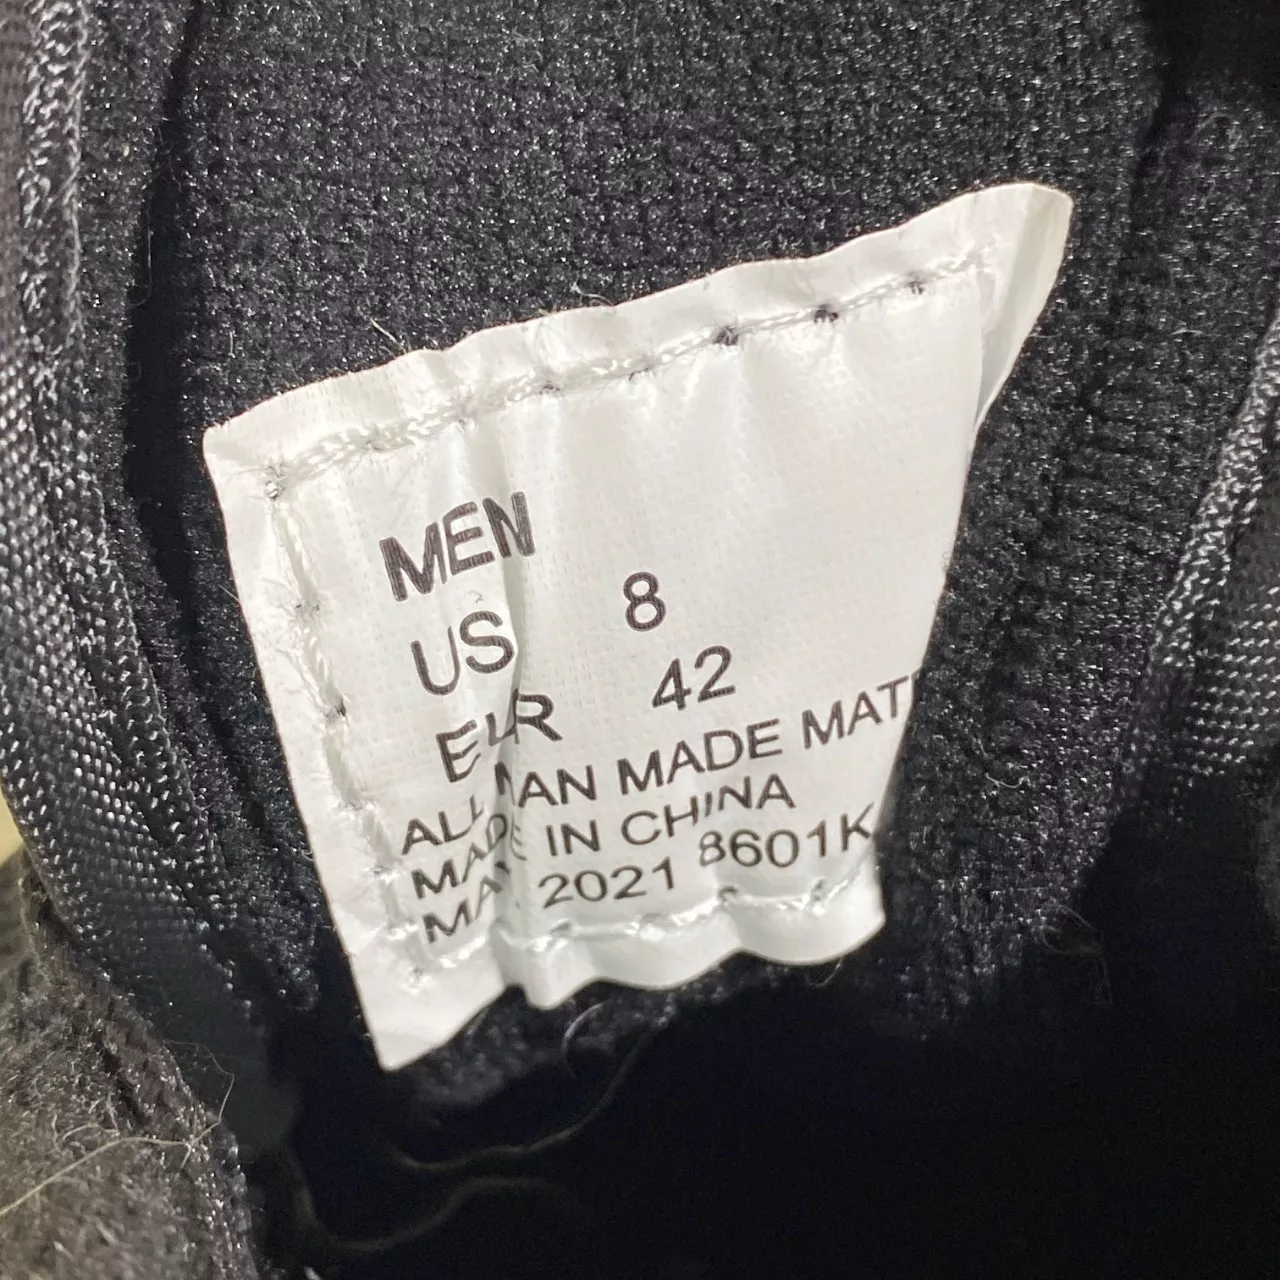 MEN
US 8
EUR 42
ALL MAN MADE MAT
MADE IN CHINA
MAY. 2021 8601K